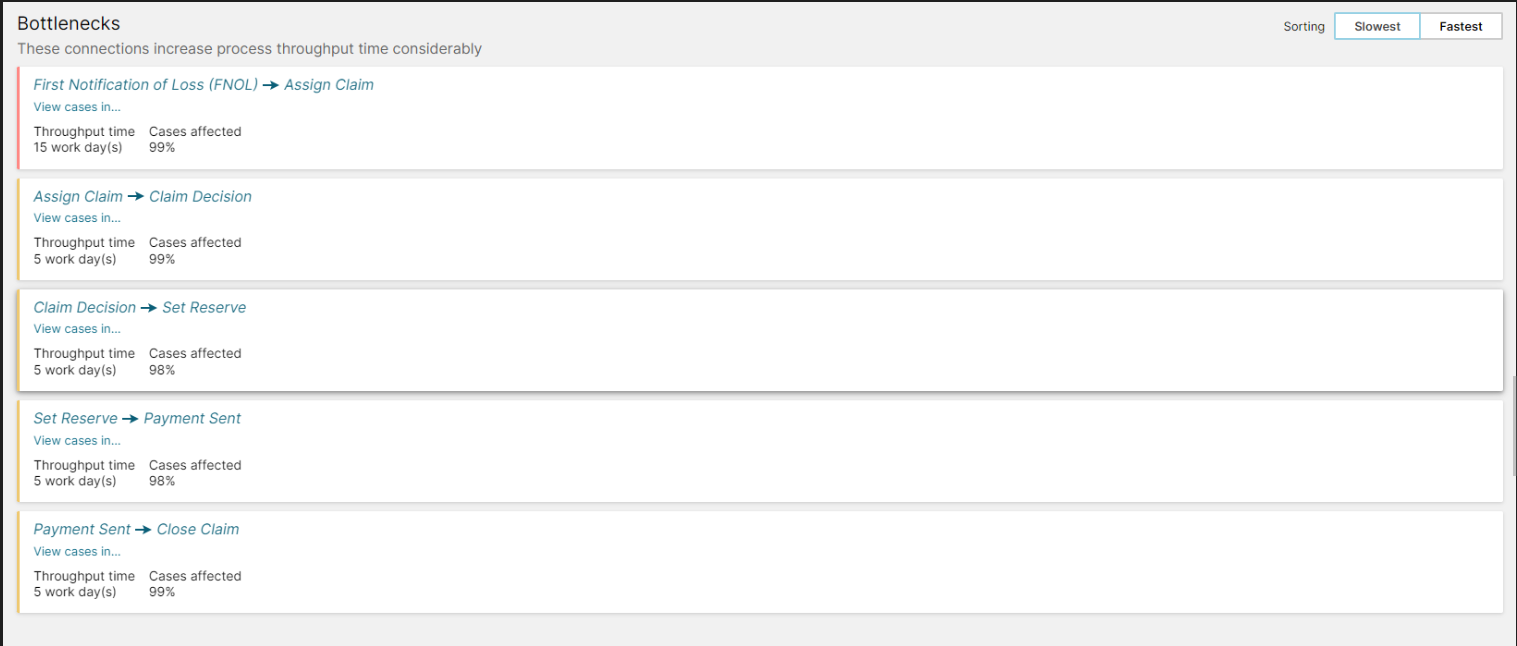 Bottlenecks
Sorting Slowest Fastest
These connections increase process throughput time considerably
First Notification of Loss (FNOL) → Assign Claim
View cases in...
Throughput time Cases affected
15 work day(s) 99%
Assign Claim → Claim Decision
View cases in...
Throughput time Cases affected
5 work day(s) 99%
Claim Decision → Set Reserve
View cases in...
Throughput time Cases affected
5 work day(s) 98%
Set Reserve → Payment Sent
View cases in...
Throughput time Cases affected
5 work day(s) 98%
Payment Sent → Close Claim
View cases in...
Throughput time Cases affected
5 work day(s) 99%